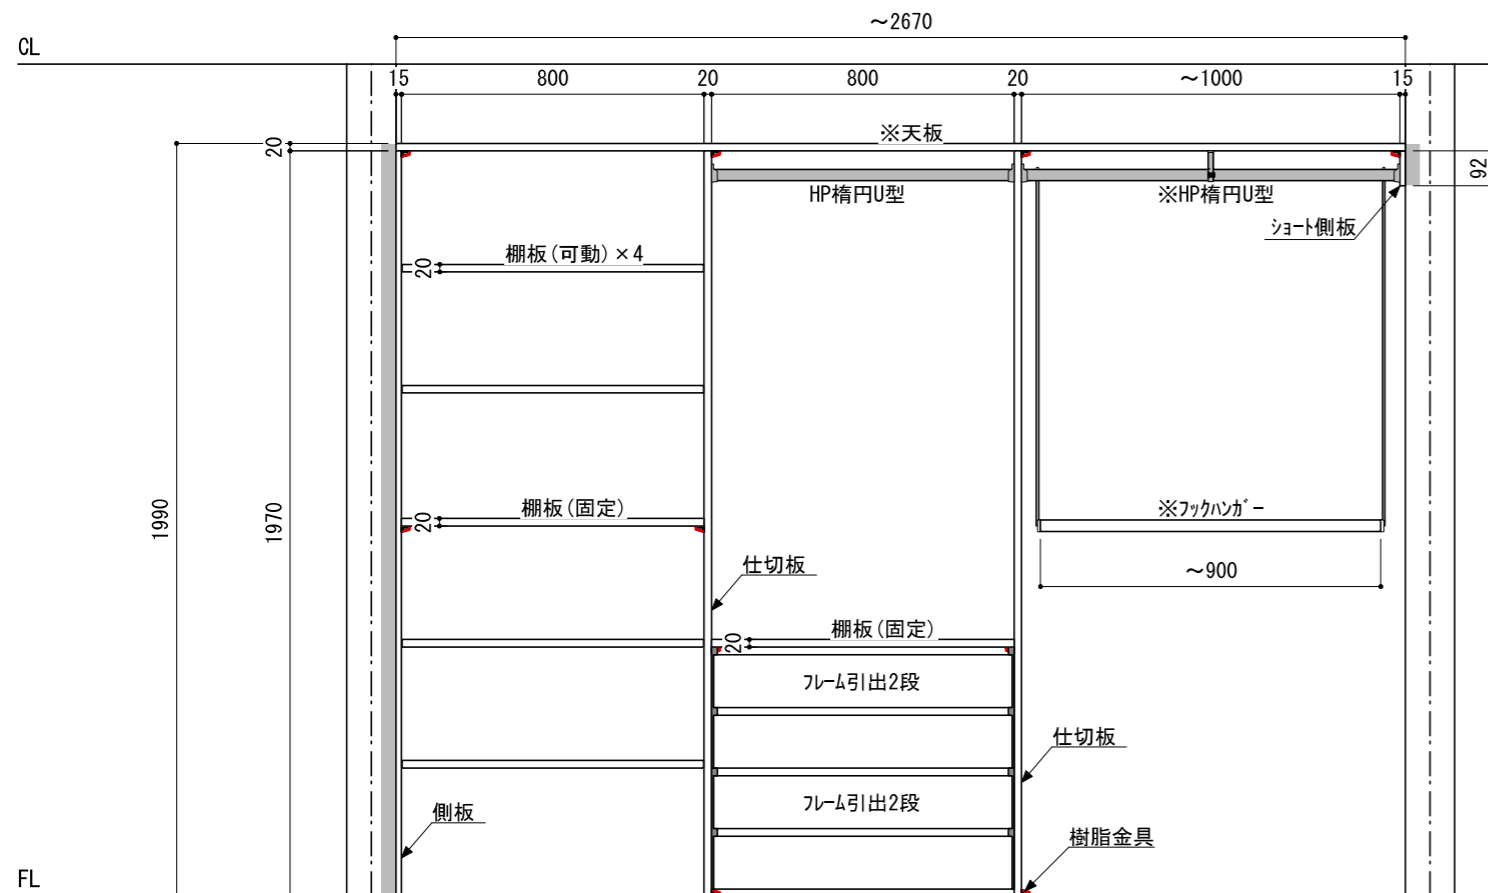 ～2670
CL
15
800
20
800
20
～1000
15
20
※天板
92
HP楕円U型
※HP楕円U型
ｼｮｰﾄ側板
棚板(可動)×4
20
1990
1970
棚板(固定)
20
※ﾌｯｸﾊﾝｶﾞｰ
仕切板
～900
棚板(固定)
20
ﾌﾚｰﾑ引出2段
仕切板
ﾌﾚｰﾑ引出2段
側板
樹脂金具
FL